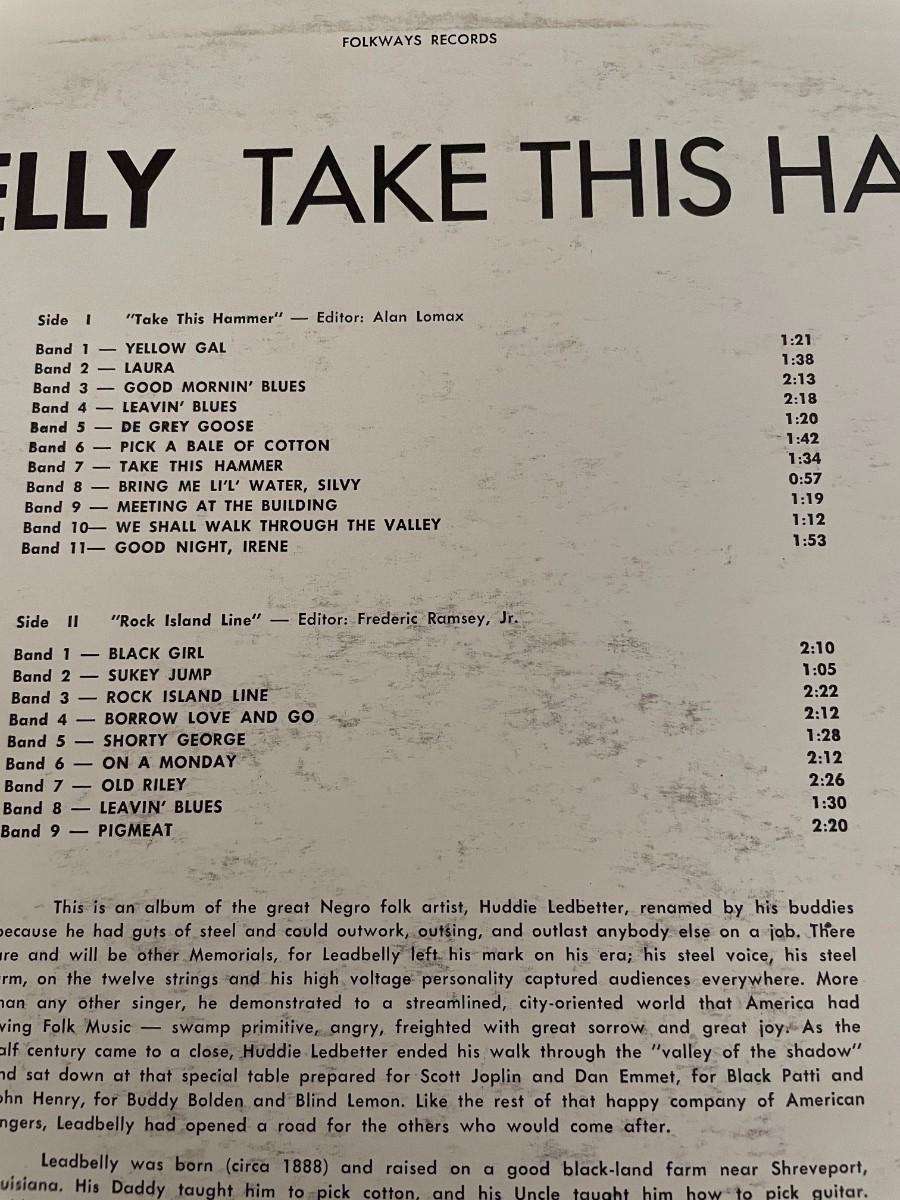 FOLKWAYS RECORDS
ELLY TAKE THIS HA
Side I "Take This Hammer" — Editor: Alan Lomax
Band 1 — YELLOW GAL 1:21
Band 2 — LAURA 1:38
Band 3 — GOOD MORNIN' BLUES 2:13
Band 4 — LEAVIN' BLUES 2:18
Band 5 — DE GREY GOOSE 1:20
Band 6 — PICK A BALE OF COTTON 1:42
Band 7 — TAKE THIS HAMMER 1:34
Band 8 — BRING ME LI'L' WATER, SILVY 0:57
Band 9 — MEETING AT THE BUILDING 1:19
Band 10— WE SHALL WALK THROUGH THE VALLEY 1:12
Band 11— GOOD NIGHT, IRENE 1:53
Side II "Rock Island Line" — Editor: Frederic Ramsey, Jr.
Band 1 — BLACK GIRL 2:10
Band 2 — SUKEY JUMP 1:05
Band 3 — ROCK ISLAND LINE 2:22
Band 4 — BORROW LOVE AND GO 2:12
Band 5 — SHORTY GEORGE 1:28
Band 6 — ON A MONDAY 2:12
Band 7 — OLD RILEY 2:26
Band 8 — LEAVIN' BLUES 1:30
Band 9 — PIGMEAT 2:20
This is an album of the great Negro folk artist, Huddie Ledbetter, renamed by his buddies
because he had guts of steel and could outwork, outsing, and outlast anybody else on a job. There
are and will be other Memorials, for Leadbelly left his mark on his era; his steel voice, his steel
arm, on the twelve strings and his high voltage personality captured audiences everywhere. More
han any other singer, he demonstrated to a streamlined, city-oriented world that America had
ving Folk Music — swamp primitive, angry, freighted with great sorrow and great joy. As the
alf century came to a close, Huddie Ledbetter ended his walk through the "valley of the shadow"
nd sat down at that special table prepared for Scott Joplin and Dan Emmet, for Black Patti and
ohn Henry, for Buddy Bolden and Blind Lemon. Like the rest of that happy company of American
ngers, Leadbelly had opened a road for the others who would come after.
Leadbelly was born (circa 1888) and raised on a good black-land farm near Shreveport,
uisiana. His Daddy taught him to pick cotton, and his Uncle taught him how to pick guitar.